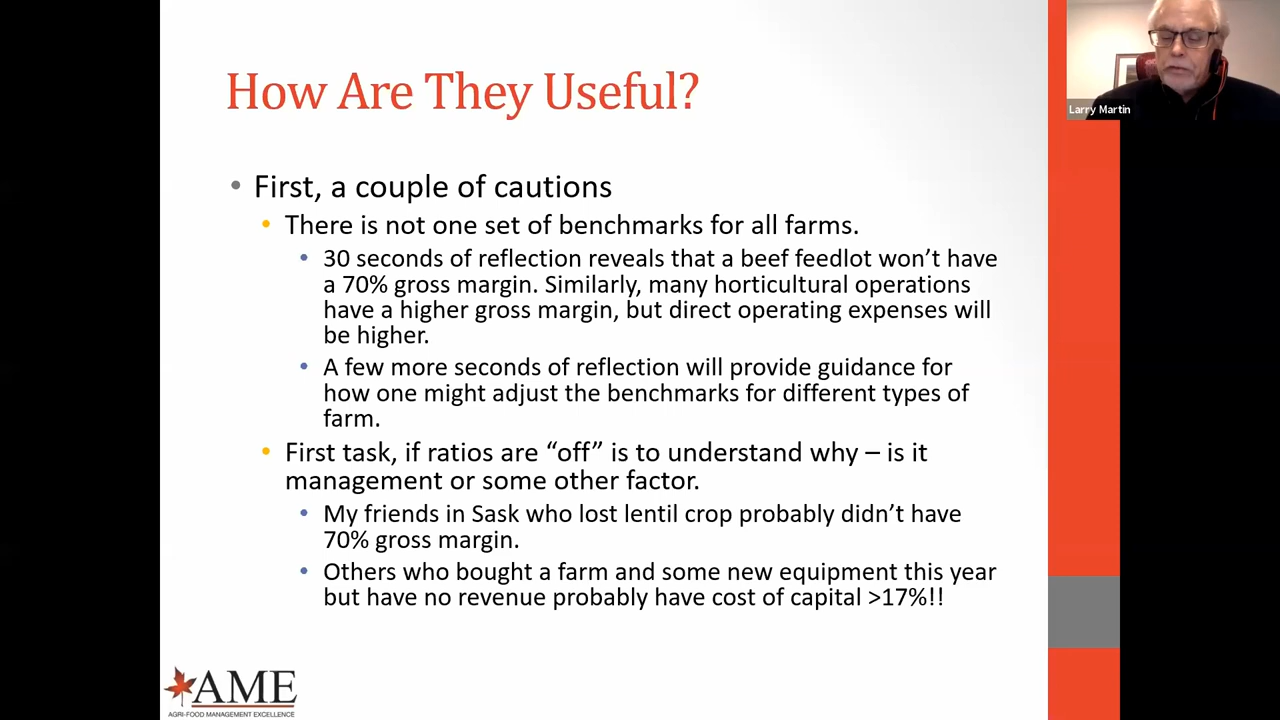 How Are They Useful?
• First, a couple of cautions
• There is not one set of benchmarks for all farms.
• 30 seconds of reflection reveals that a beef feedlot won’t have
a 70% gross margin. Similarly, many horticultural operations
have a higher gross margin, but direct operating expenses will
be higher.
• A few more seconds of reflection will provide guidance for
how one might adjust the benchmarks for different types of
farm.
• First task, if ratios are “off” is to understand why – is it
management or some other factor.
• My friends in Sask who lost lentil crop probably didn’t have
70% gross margin.
• Others who bought a farm and some new equipment this year
but have no revenue probably have cost of capital >17%!!
AME
AGRI-FOOD MANAGEMENT EXCELLENCE
Larry Martin